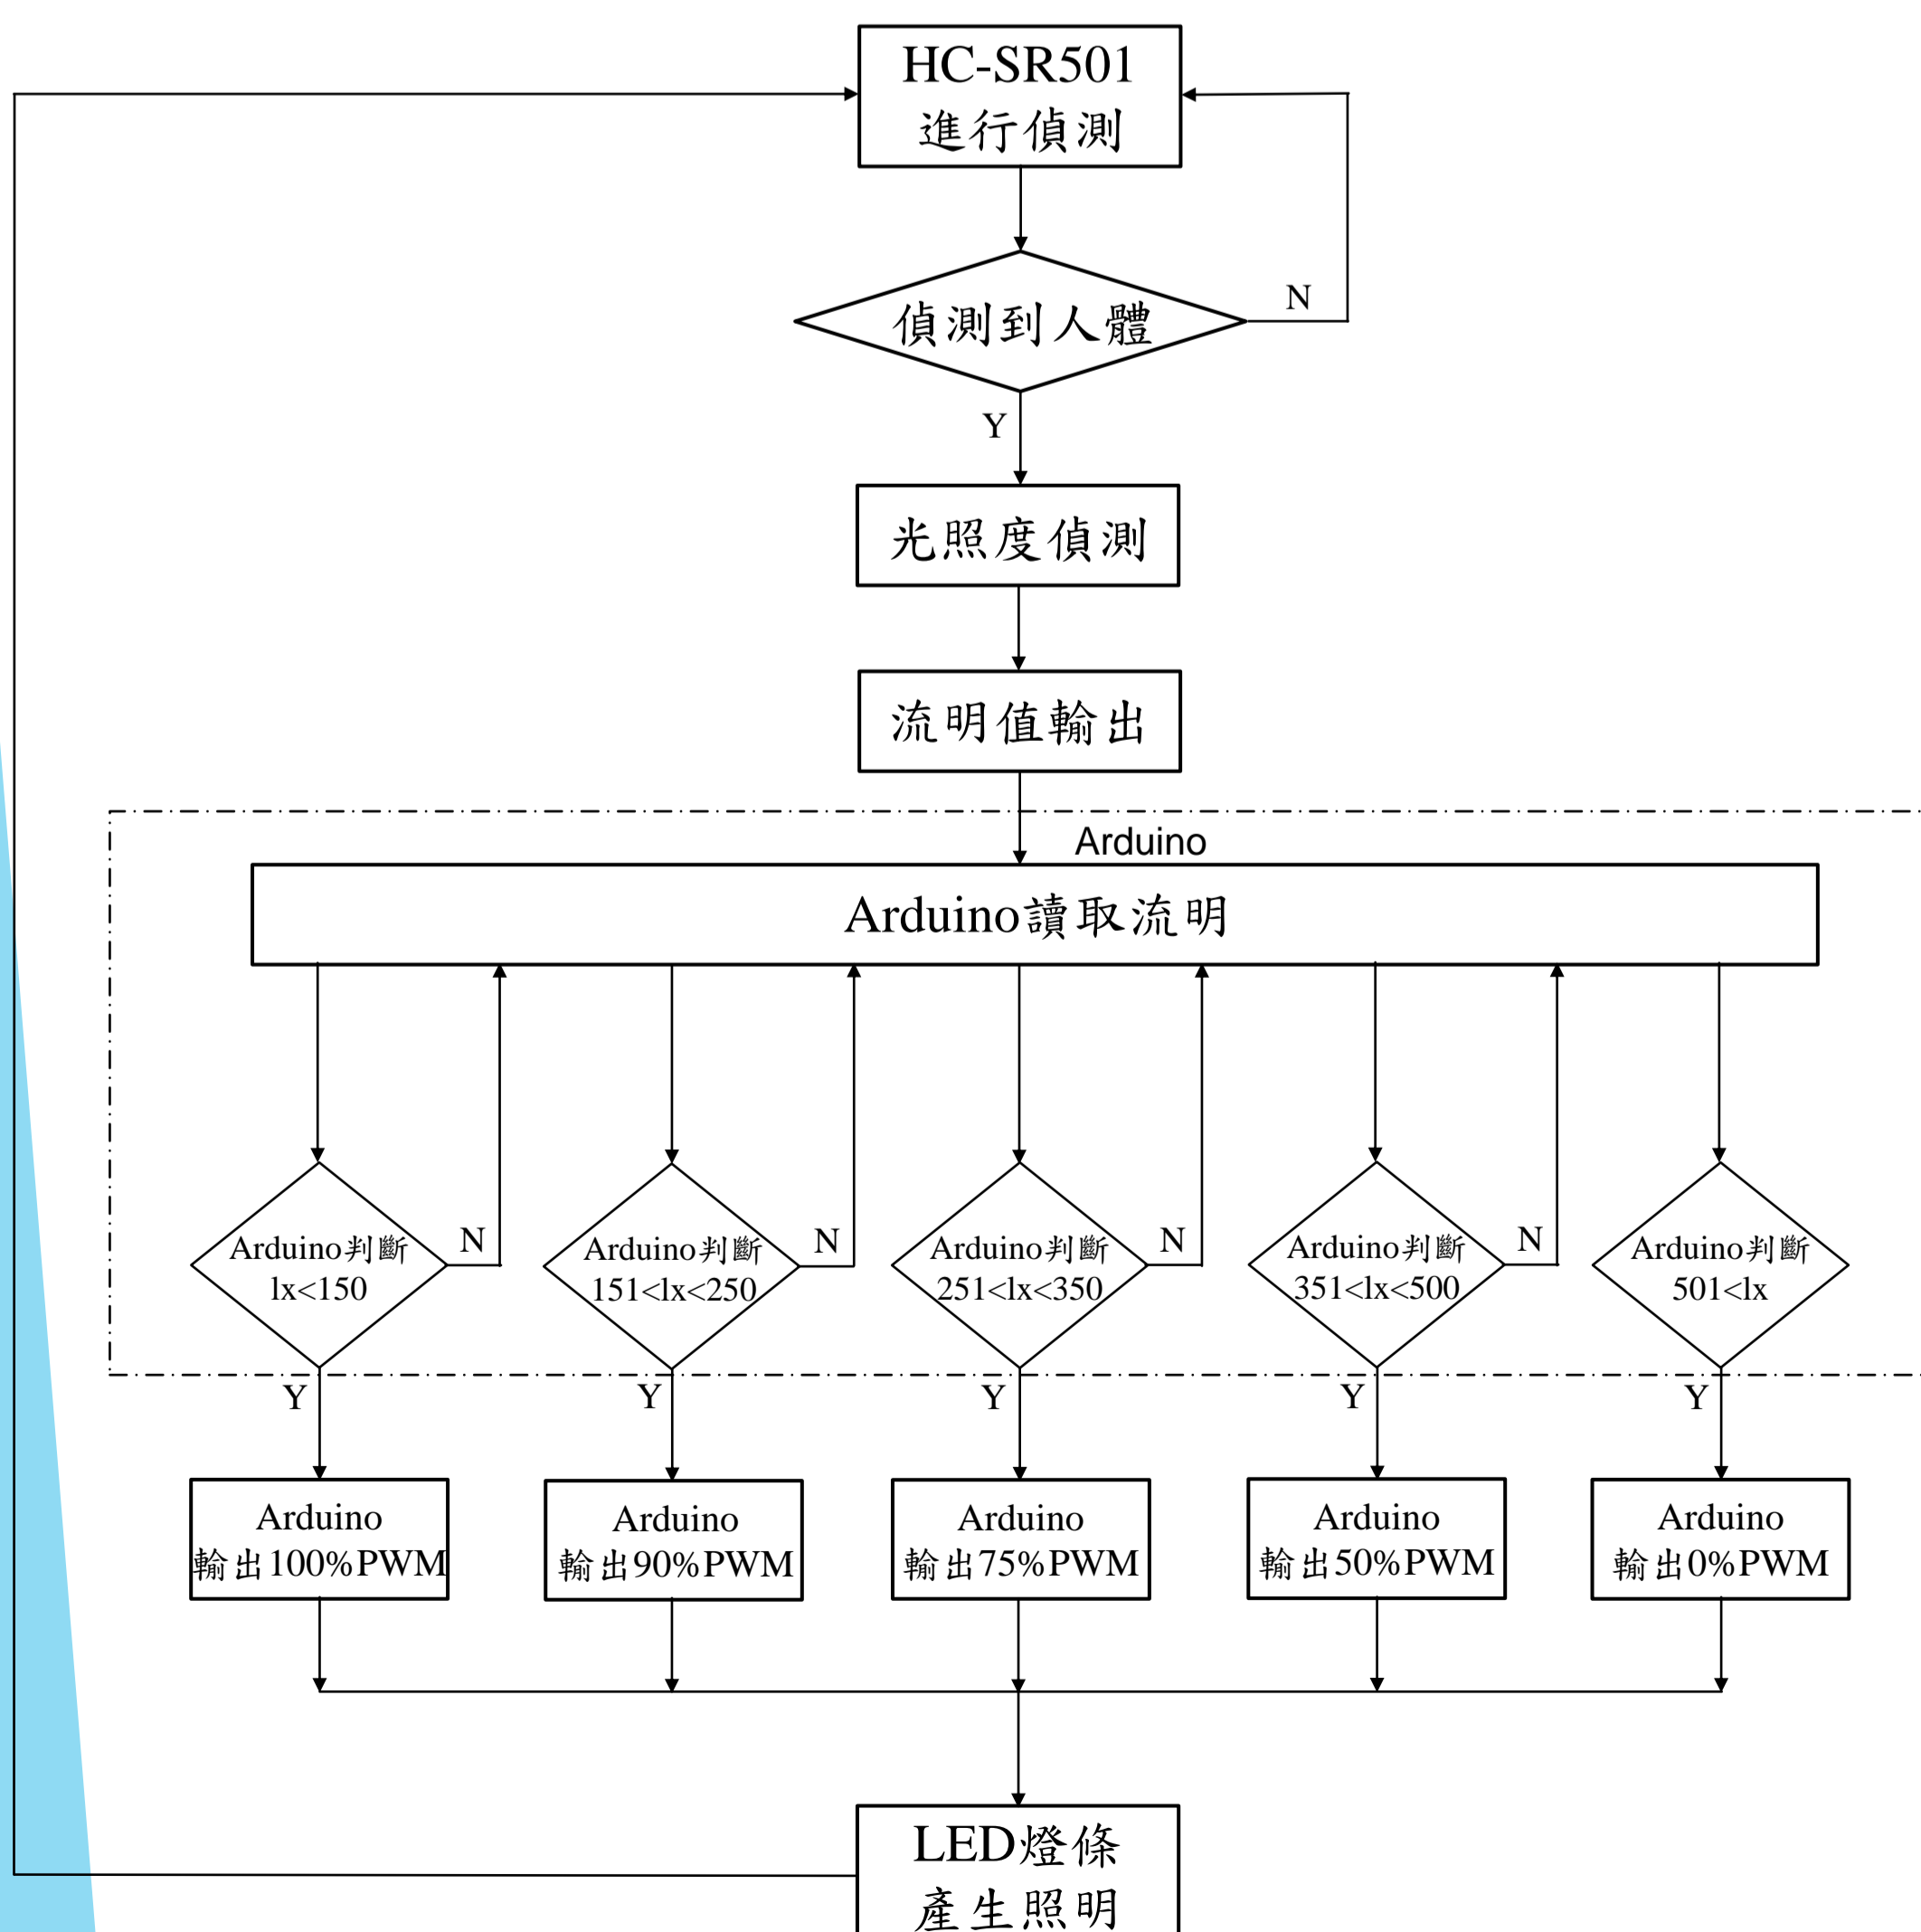 HC-SR501
進行偵測
偵測到人體
N
Y
光照度偵測
流明值輸出
Arduino
Arduino讀取流明
Arduino判斷
lx<150
N
Arduino判斷
151<lx<250
N
Arduino判斷
251<lx<350
N
Arduino判斷
351<lx<500
N
Arduino判斷
501<lx
Y
Y
Y
Y
Y
Arduino
輸出100%PWM
Arduino
輸出90%PWM
Arduino
輸出75%PWM
Arduino
輸出50%PWM
Arduino
輸出0%PWM
LED燈條
產生照明